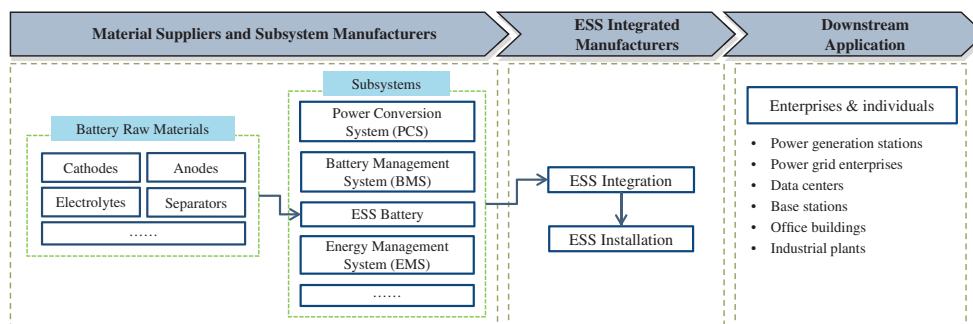 Material Suppliers and Subsystem Manufacturers
ESS Integrated
Manufacturers
Downstream
Application
Battery Raw Materials
Cathodes
Anodes
Electrolytes
Separators
……
Subsystems
Power Conversion
System (PCS)
Battery Management
System (BMS)
ESS Battery
Energy Management
System (EMS)
……
ESS Integration
ESS Installation
Enterprises & individuals
• Power generation stations
• Power grid enterprises
• Data centers
• Base stations
• Office buildings
• Industrial plants